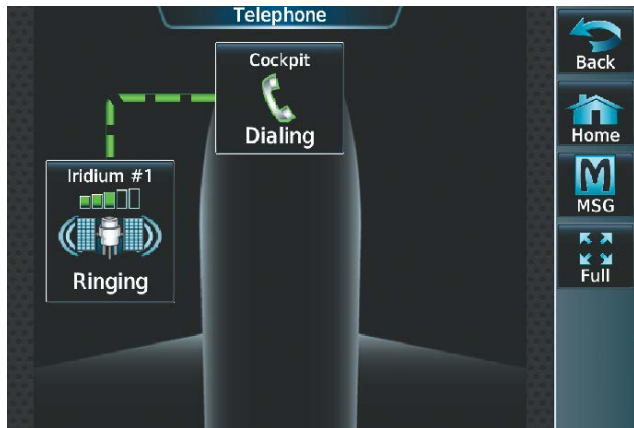 Telephone
Cockpit
Dialing
Iridium #1
Ringing
Back
Home
MSG
Full